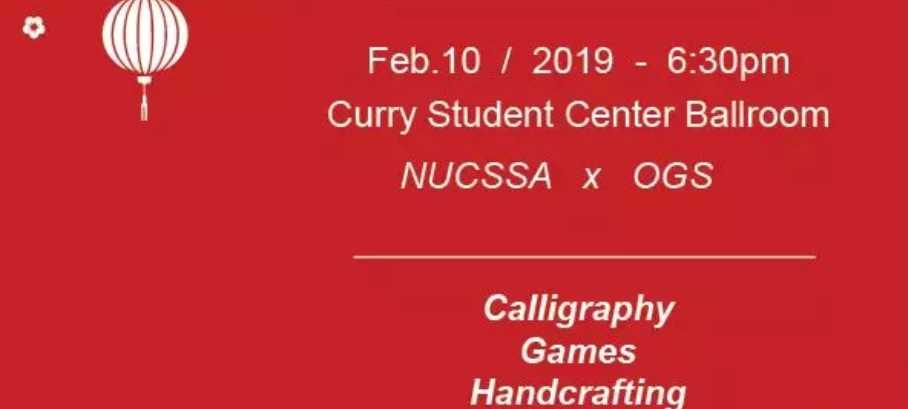 Feb.10 / 2019 - 6:30pm
Curry Student Center Ballroom
NUCSSA x OGS
Calligraphy
Games
Handcrafting